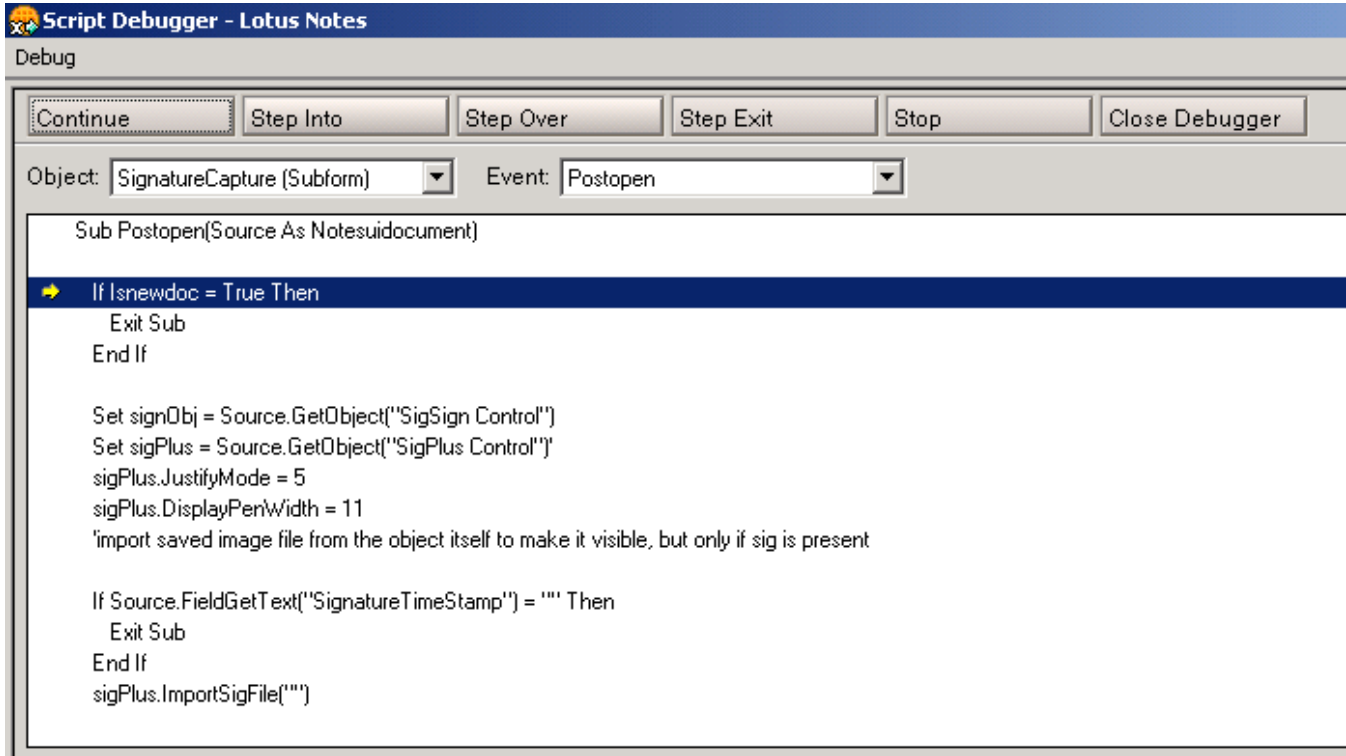 Script Debugger - Lotus Notes
Debug
Continue Step Into Step Over Step Exit Stop Close Debugger
Object: SignatureCapture (Subform) Event: Postopen
Sub Postopen(Source As Notesuidocument)
If Isnewdoc = True Then
Exit Sub
End If
Set signObj = Source.GetObject("SigSign Control")
Set sigPlus = Source.GetObject("SigPlus Control")'
sigPlus.JustifyMode = 5
sigPlus.DisplayPenWidth = 11
'import saved image file from the object itself to make it visible, but only if sig is present
If Source.FieldGetText("SignatureTimeStamp") = "" Then
Exit Sub
End If
sigPlus.ImportSigFile("")